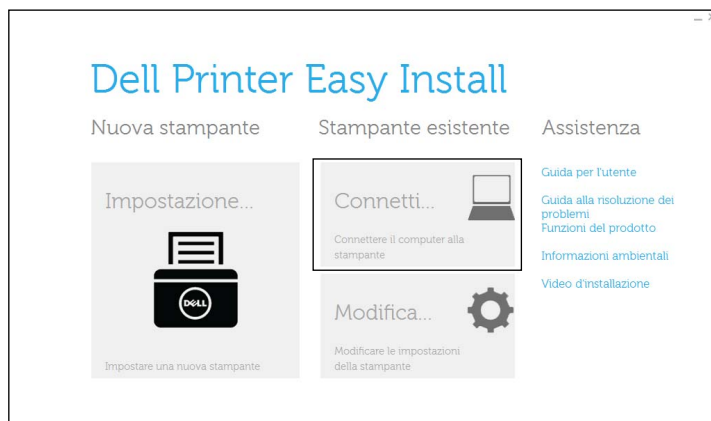 Dell Printer Easy Install
Nuova stampante
Impostazione...
DELL
Impostare una nuova stampante
Stampante esistente
Connetti...
Connettere il computer alla
stampante
Modifica...
Modificare le impostazioni
della stampante
Assistenza
Guida per l'utente
Guida alla risoluzione dei
problemi
Funzioni del prodotto
Informazioni ambientali
Video d'installazione